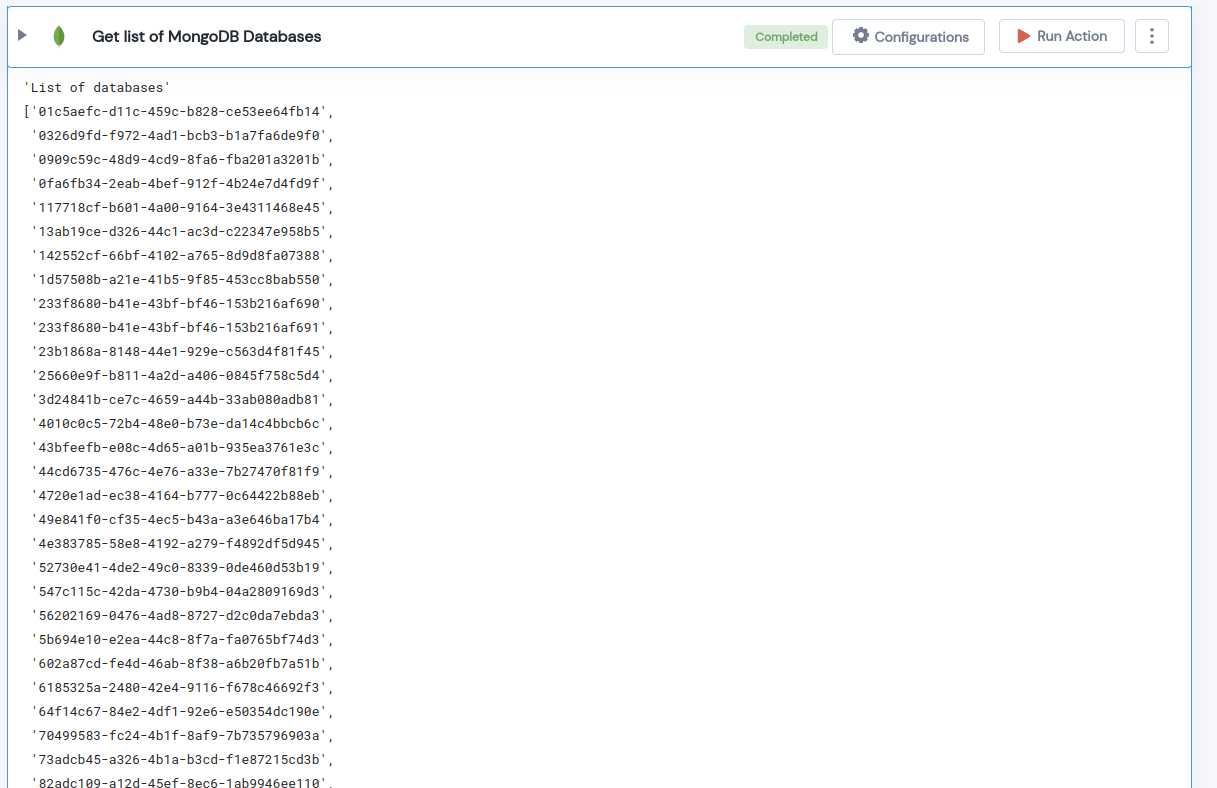 Get list of MongoDB Databases
Completed
Configurations
Run Action
'List of databases'
['01c5aefc-d11c-459c-b828-ce53ee64fb14',
'0326d9fd-f972-4ad1-bcb3-b1a7fa6de9f0',
'0909c59c-48d9-4cd9-8fa6-fba201a3201b',
'0fa6fb34-2eab-4bef-912f-4b24e7d4fd9f',
'117718cf-b601-4a00-9164-3e4311468e45',
'13ab19ce-d326-44c1-ac3d-c22347e958b5',
'142552cf-66bf-4102-a765-8d9d8fa07388',
'1d57508b-a21e-41b5-9f85-453cc8bab550',
'233f8680-b41e-43bf-bf46-153b216af690',
'233f8680-b41e-43bf-bf46-153b216af691',
'23b1868a-8148-44e1-929e-c563d4f81f45',
'25660e9f-b811-4a2d-a406-0845f758c5d4',
'3d24841b-ce7c-4659-a44b-33ab080adb81',
'4010c0c5-72b4-48e0-b73e-da14c4bbcb6c',
'43bfeefb-e08c-4d65-a01b-935ea3761e3c',
'44cd6735-476c-4e76-a33e-7b27470f81f9',
'4720e1ad-ec38-4164-b777-0c64422b88eb',
'49e841f0-cf35-4ec5-b43a-a3e646ba17b4',
'4e383785-58e8-4192-a279-f4892df5d945',
'52730e41-4de2-49c0-8339-0de460d53b19',
'547c115c-42da-4730-b9b4-04a2809169d3',
'56202169-0476-4ad8-8727-d2c0da7ebda3',
'5b694e10-e2ea-44c8-8f7a-fa0765bf74d3',
'602a87cd-fe4d-46ab-8f38-a6b20fb7a51b',
'6185325a-2480-42e4-9116-f678c46692f3',
'64f14c67-84e2-4df1-92e6-e50354dc190e',
'70499583-fc24-4b1f-8af9-7b735796903a',
'73adcb45-a326-4b1a-b3cd-f1e87215cd3b',
'82adc109-a12d-45ef-8ec6-1ab9946ee110',